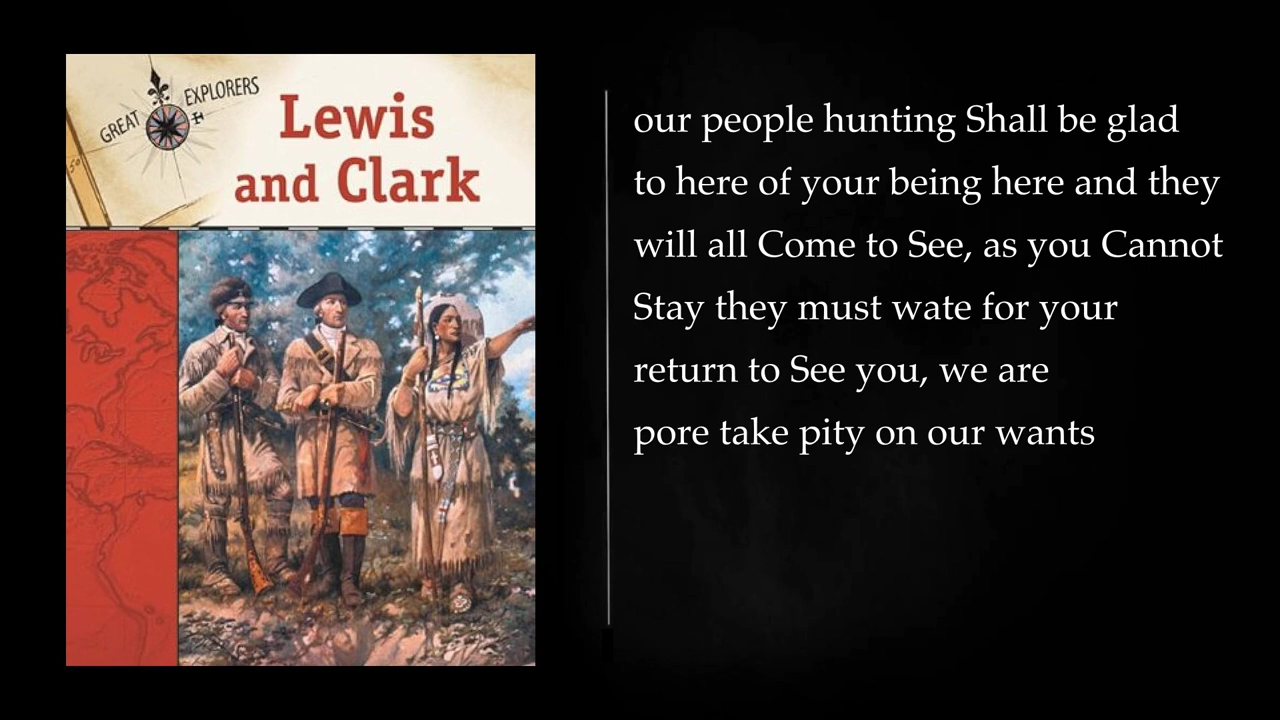 GREAT EXPLORERS
Lewis
and Clark
50
our people hunting Shall be glad
to here of your being here and they
will all Come to See, as you Cannot
Stay they must wate for your
return to See you, we are
pore take pity on our wants